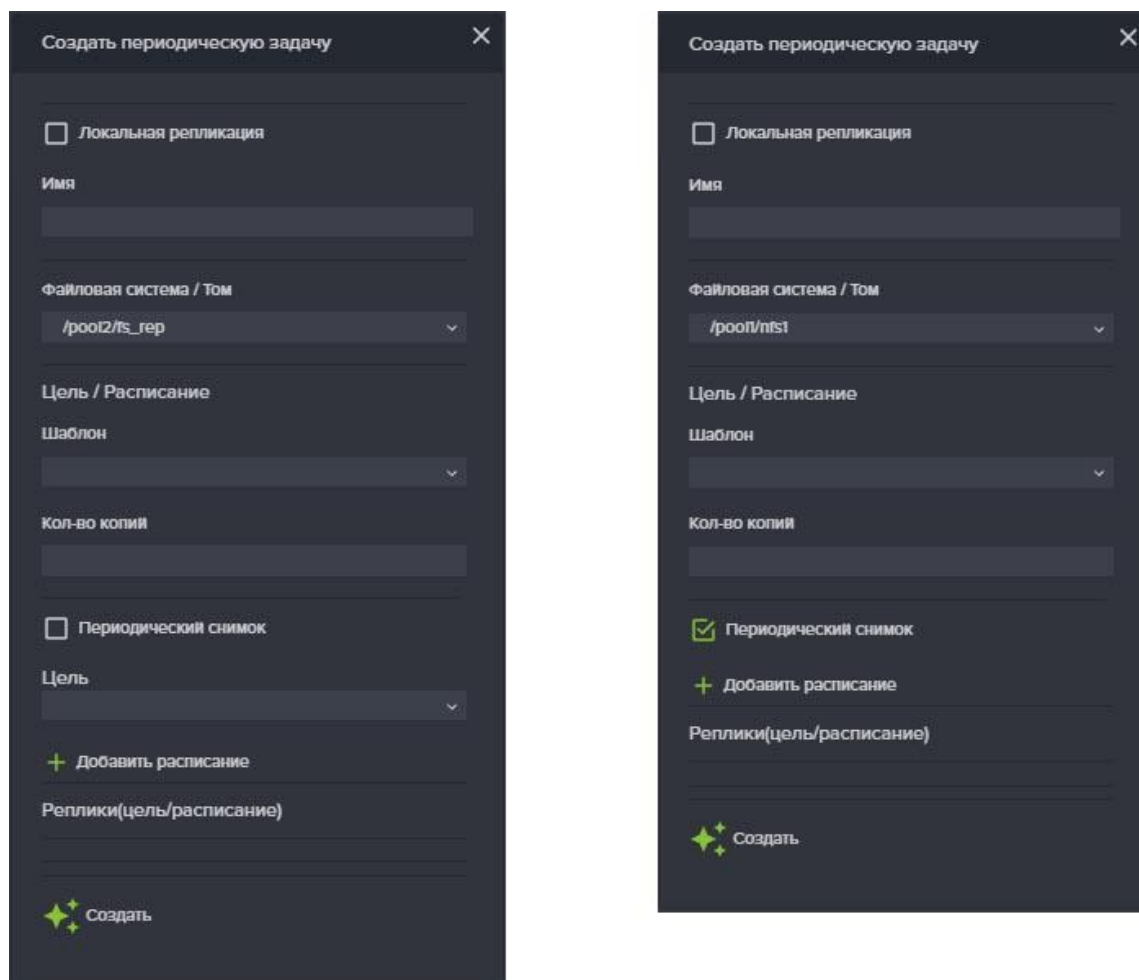 Создать периодическую задачу
Локальная репликация
Имя
Файловая система / Том
/pool2/fs_rep
Цель / Расписание
Шаблон
Кол-во копий
Периодический снимок
Цель
Добавить расписание
Реплики(цель/расписание)
Создать
Создать периодическую задачу
Локальная репликация
Имя
Файловая система / Том
/pool1/nfs1
Цель / Расписание
Шаблон
Кол-во копий
Периодический снимок
Добавить расписание
Реплики(цель/расписание)
Создать